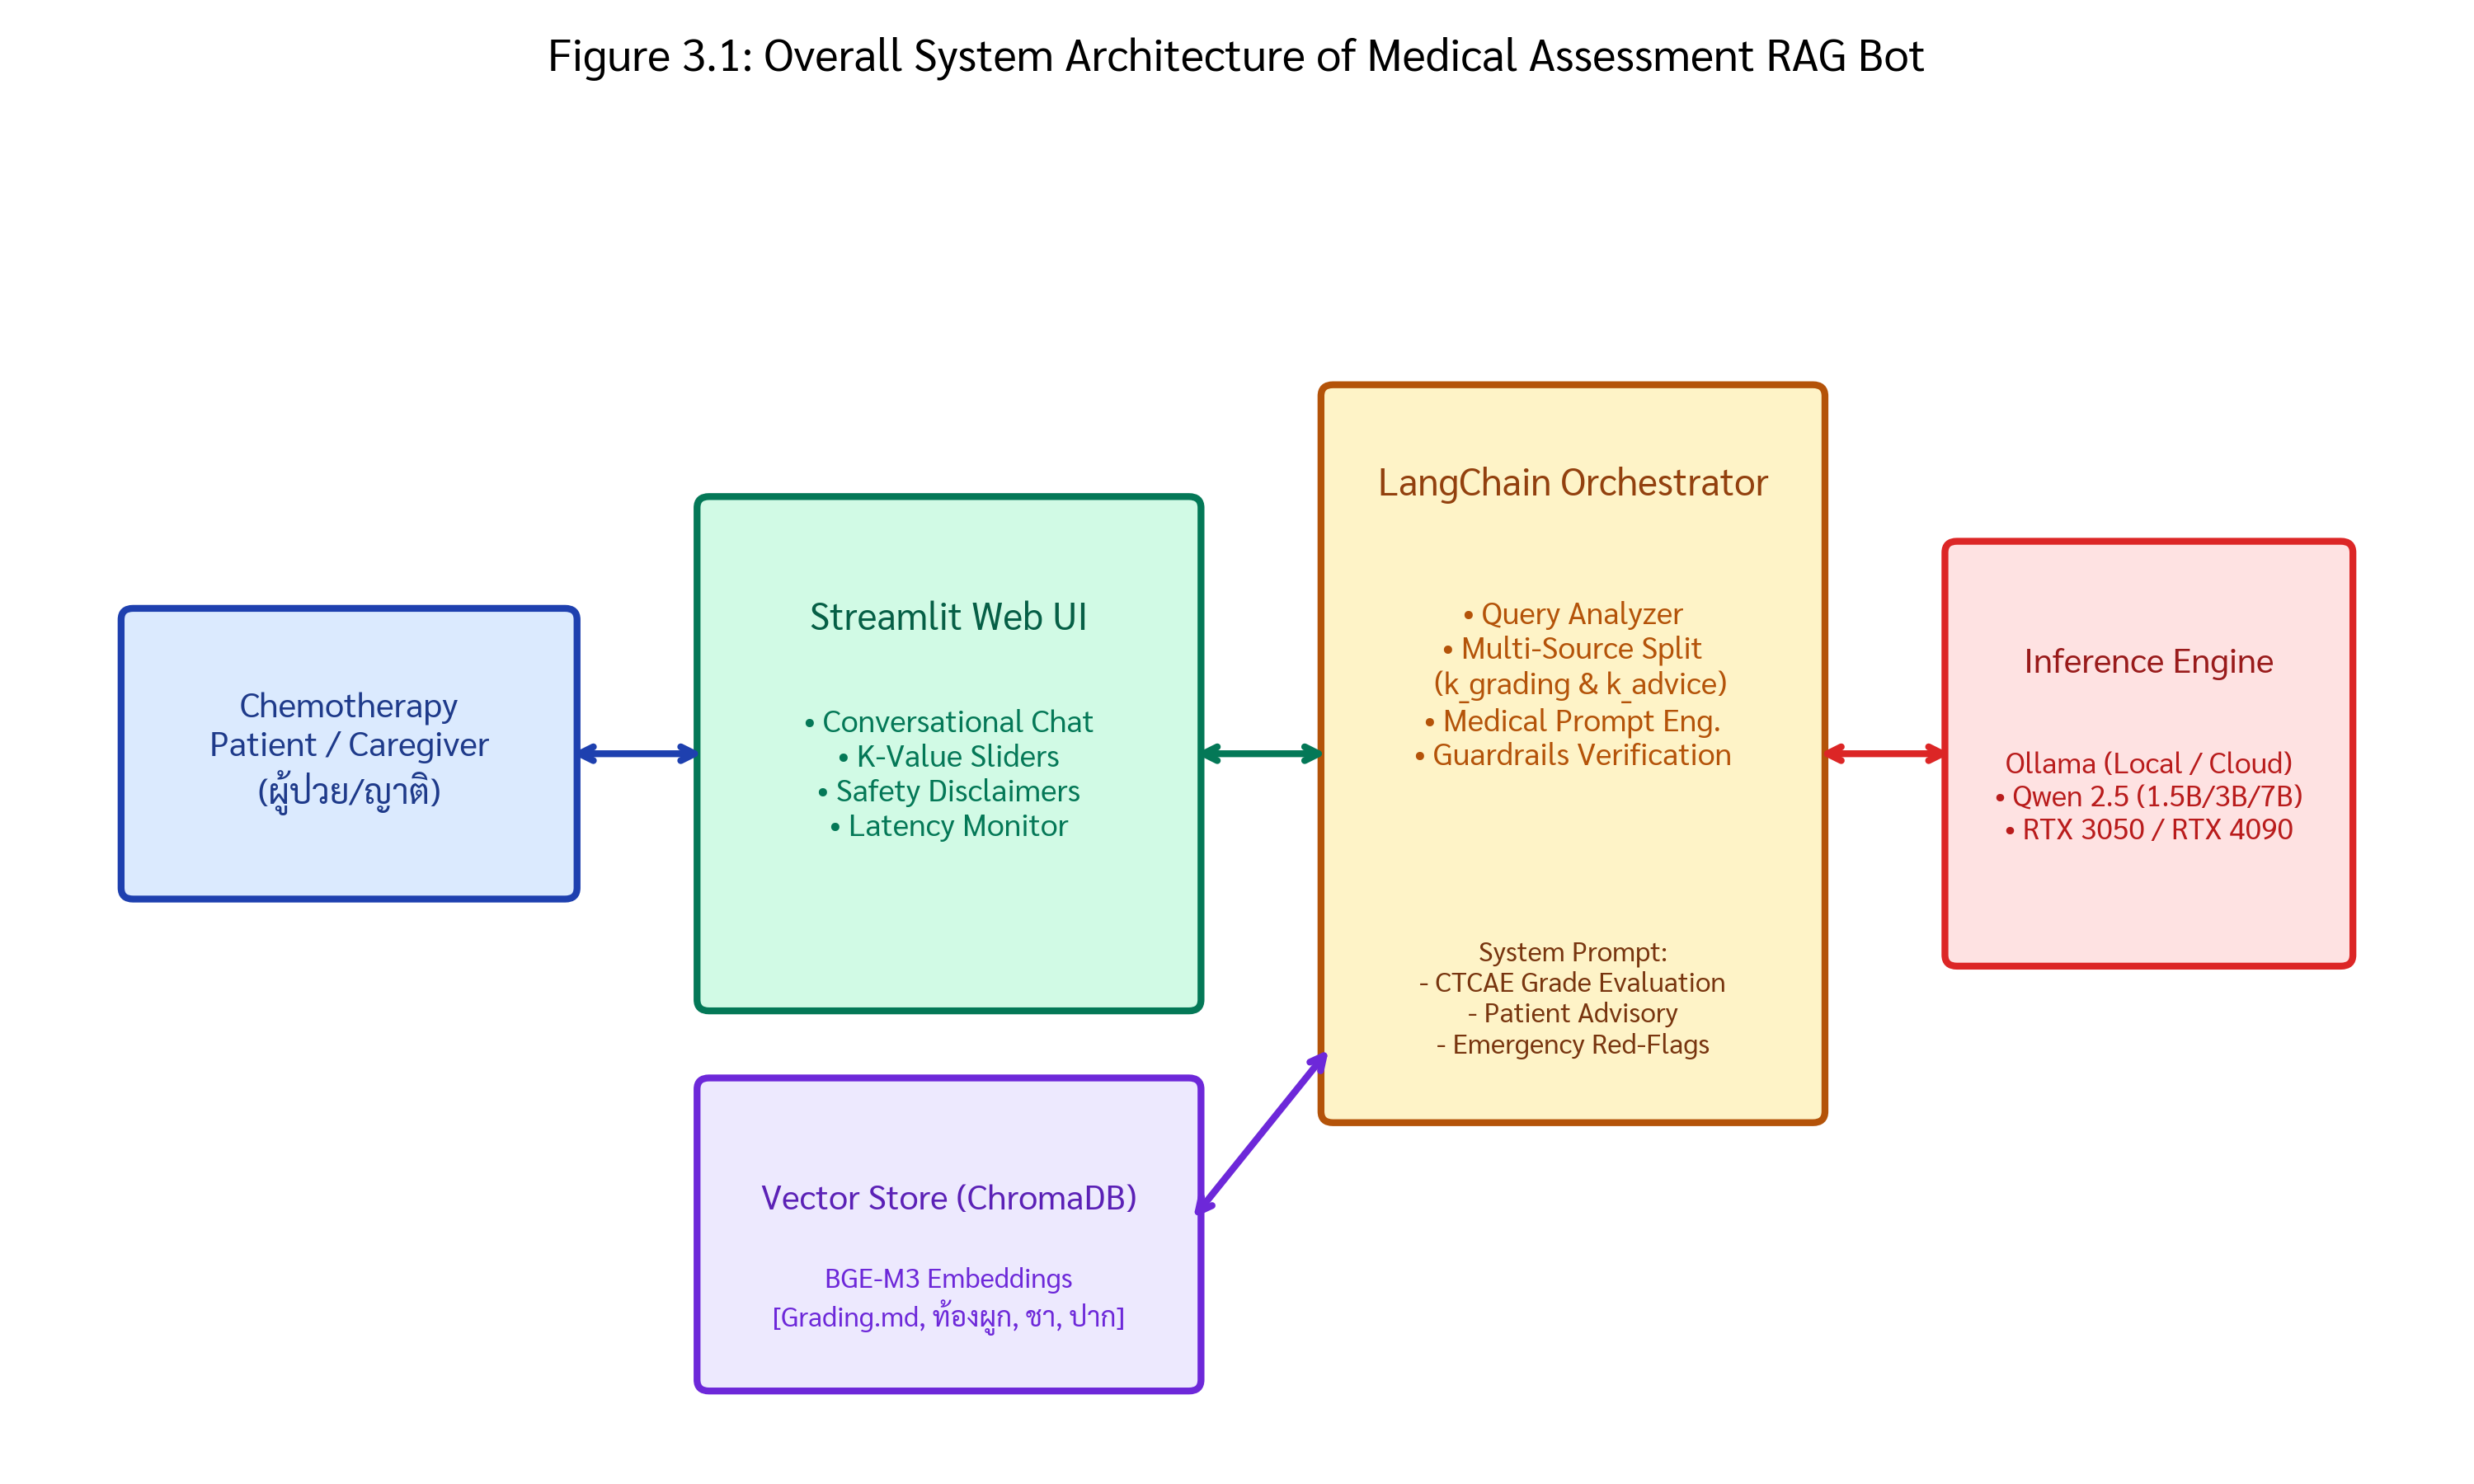 Figure 3.1: Overall System Architecture of Medical Assessment RAG Bot
Chemotherapy
Patient / Caregiver
(ผู้ป่วย/ญาติ)
Streamlit Web UI
• Conversational Chat
• K-Value Sliders
• Safety Disclaimers
• Latency Monitor
LangChain Orchestrator
• Query Analyzer
• Multi-Source Split
(k_grading & k_advice)
• Medical Prompt Eng.
• Guardrails Verification
System Prompt:
- CTCAE Grade Evaluation
- Patient Advisory
- Emergency Red-Flags
Inference Engine
Ollama (Local / Cloud)
• Qwen 2.5 (1.5B/3B/7B)
• RTX 3050 / RTX 4090
Vector Store (ChromaDB)
BGE-M3 Embeddings
[Grading.md, ท้องผูก, ชา, ปาก]